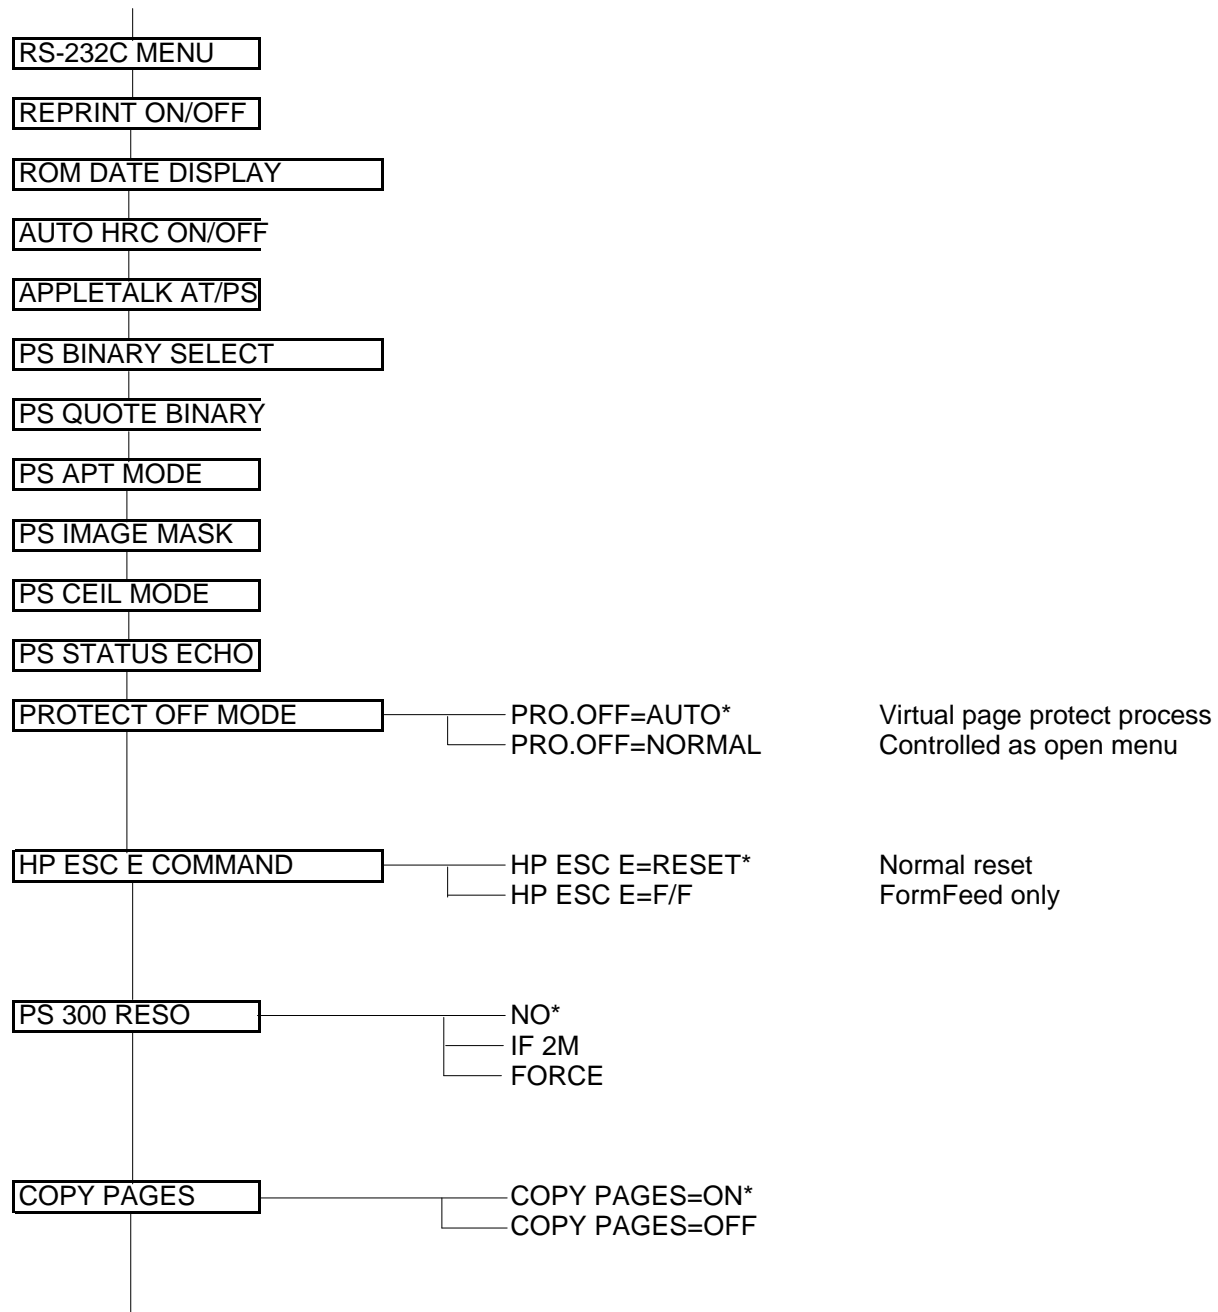 RS-232C MENU
REPRINT ON/OFF
ROM DATE DISPLAY
AUTO HRC ON/OFF
APPLETALK AT/PS
PS BINARY SELECT
PS QUOTE BINARY
PS APT MODE
PS IMAGE MASK
PS CEIL MODE
PS STATUS ECHO
PROTECT OFF MODE PRO.OFF=AUTO* Virtual page protect process
PRO.OFF=NORMAL Controlled as open menu
HP ESC E COMMAND HP ESC E=RESET* Normal reset
HP ESC E=F/F FormFeed only
PS 300 RESO NO*
IF 2M
FORCE
COPY PAGES COPY PAGES=ON*
COPY PAGES=OFF